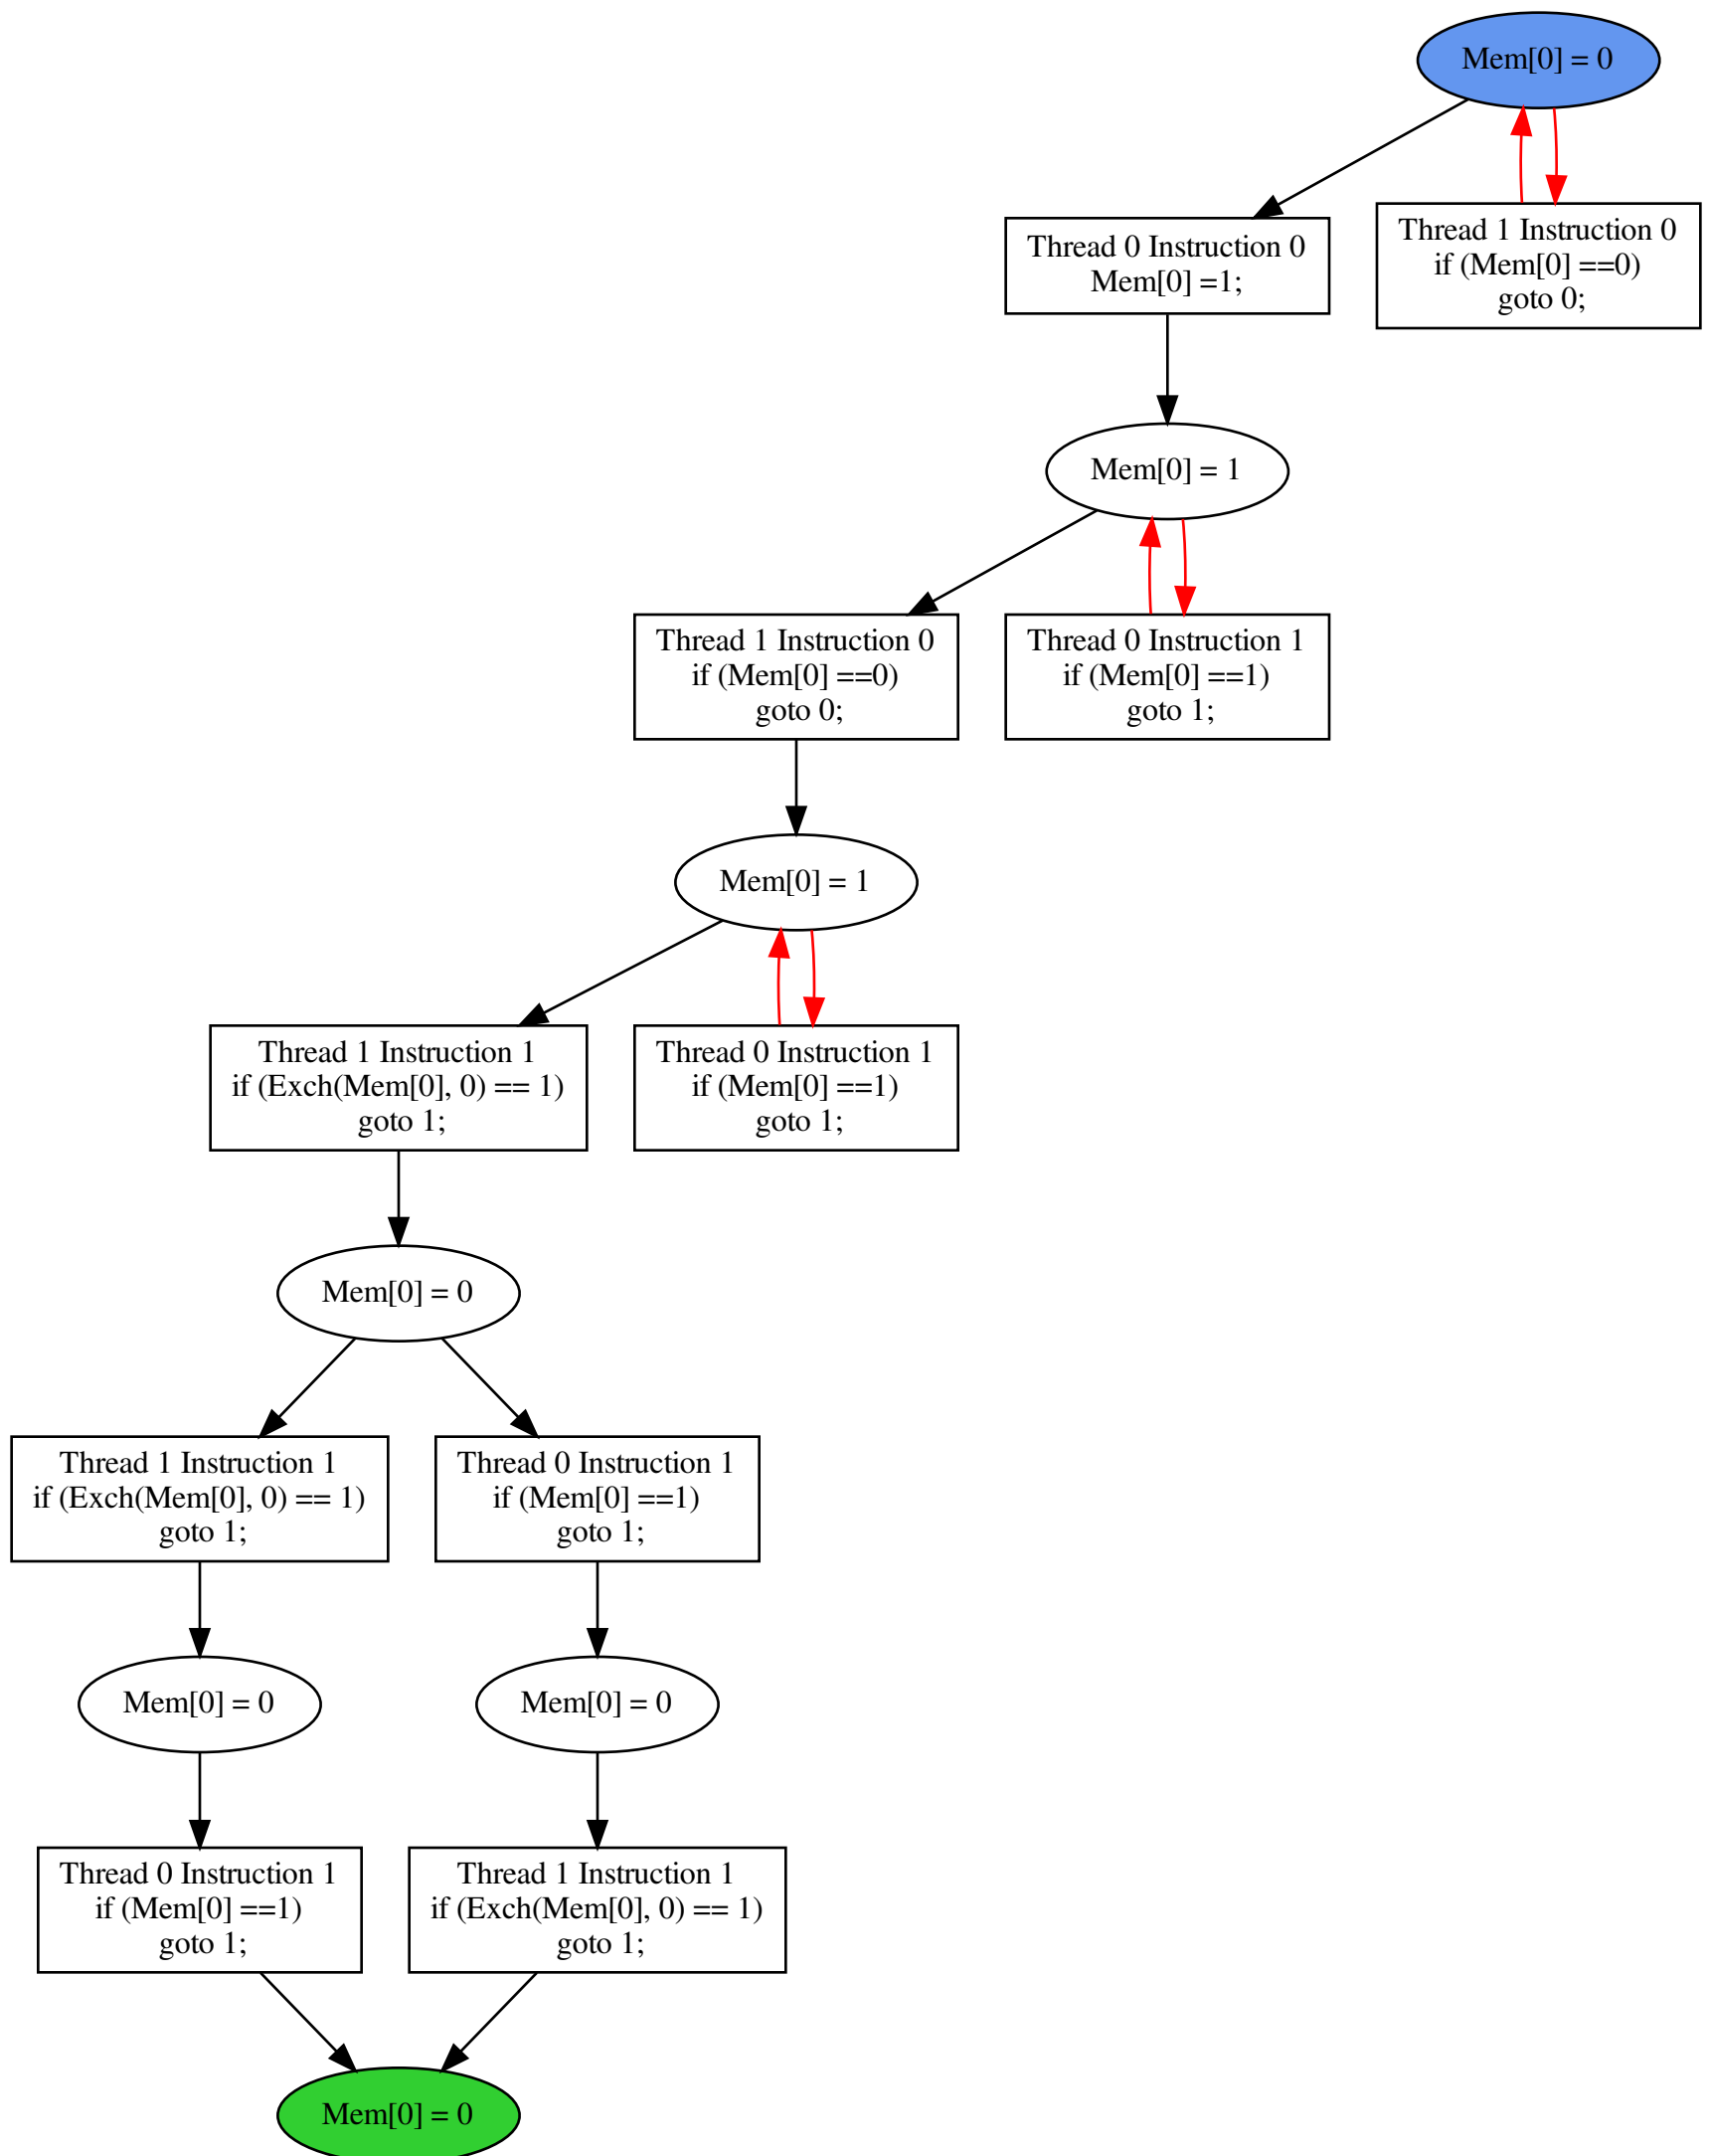 Mem[0] = 0
Thread 0 Instruction 0
Mem[0] =1;
Thread 1 Instruction 0
if (Mem[0] ==0)
goto 0;
Mem[0] = 1
Thread 1 Instruction 0
if (Mem[0] ==0)
goto 0;
Thread 0 Instruction 1
if (Mem[0] ==1)
goto 1;
Mem[0] = 1
Thread 1 Instruction 1
if (Exch(Mem[0], 0) == 1)
goto 1;
Thread 0 Instruction 1
if (Mem[0] ==1)
goto 1;
Mem[0] = 0
Thread 1 Instruction 1
if (Exch(Mem[0], 0) == 1)
goto 1;
Thread 0 Instruction 1
if (Mem[0] ==1)
goto 1;
Mem[0] = 0
Mem[0] = 0
Thread 0 Instruction 1
if (Mem[0] ==1)
goto 1;
Thread 1 Instruction 1
if (Exch(Mem[0], 0) == 1)
goto 1;
Mem[0] = 0